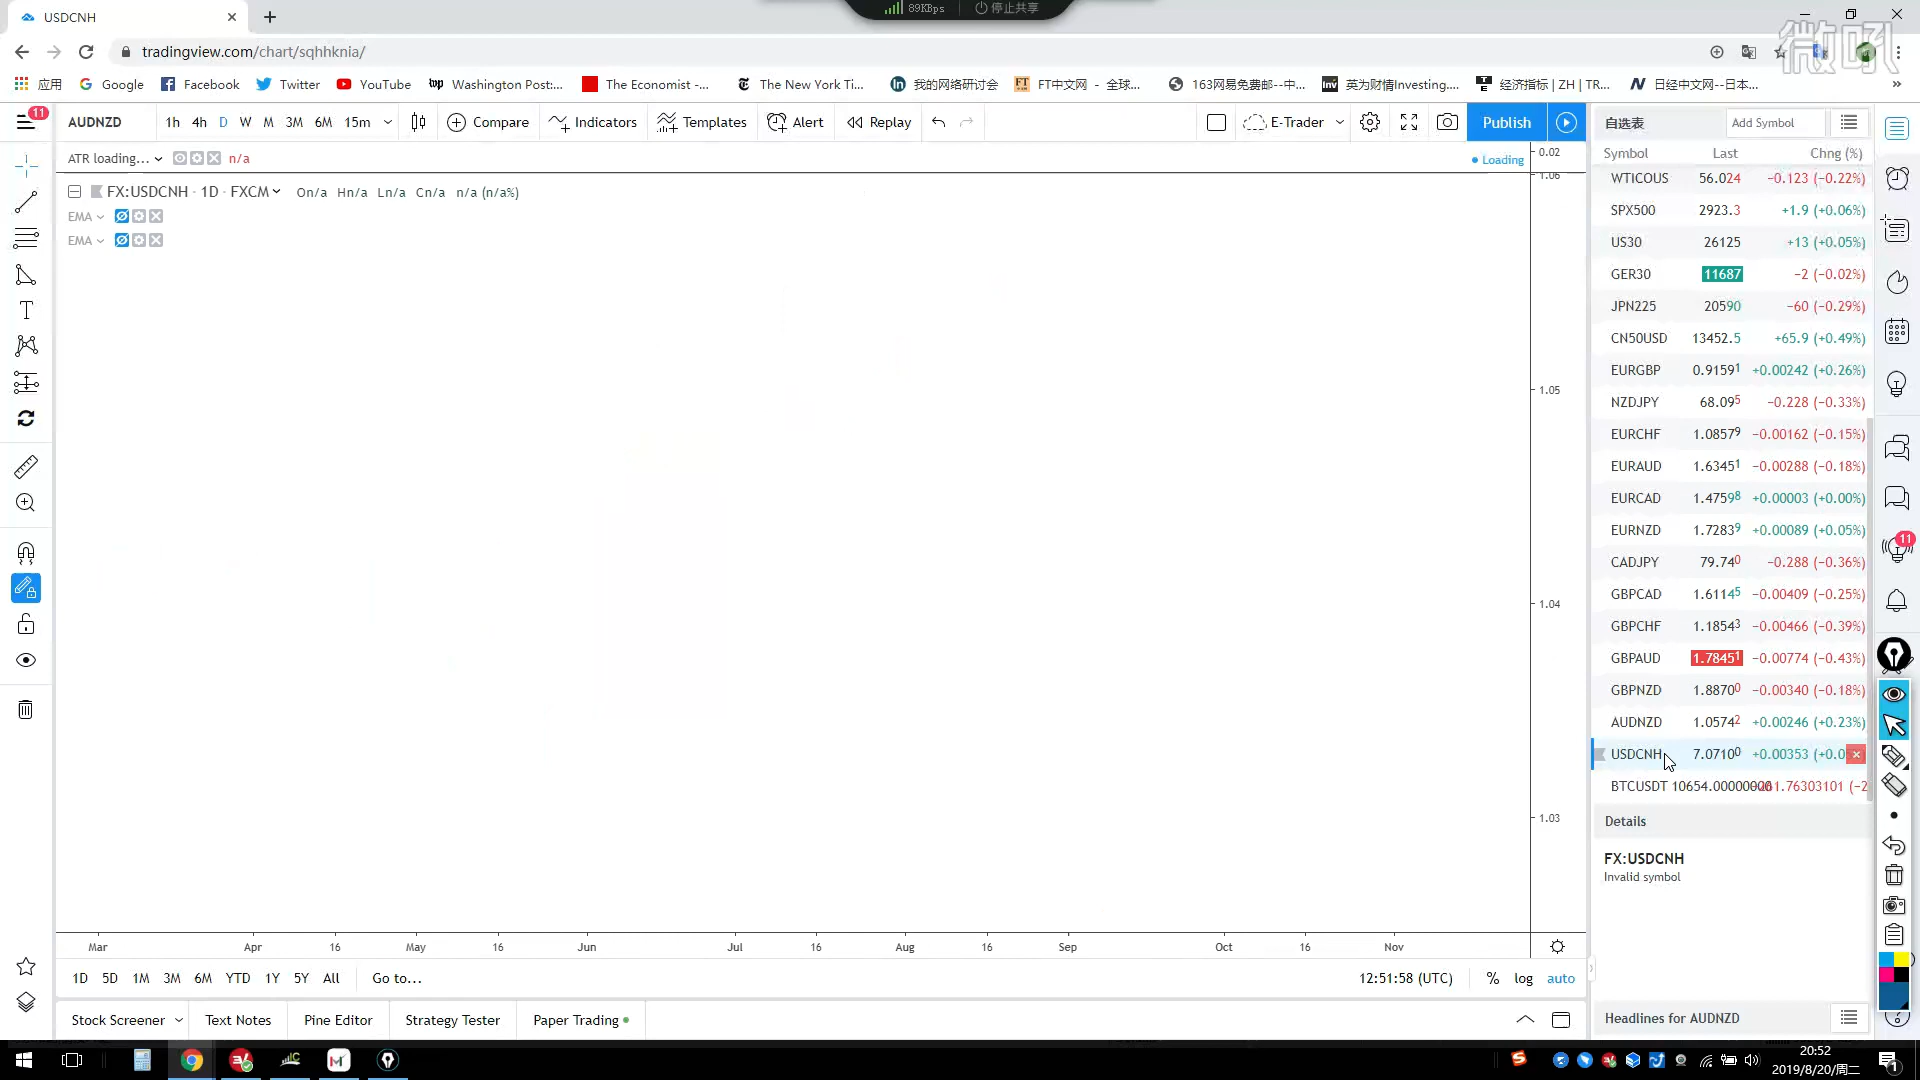 USDCNH
89KBps
停止共享
微吼
tradingview.com/chart/sqhhknia/
应用
Google
Facebook
Twitter
YouTube
Washington Post:...
The Economist -...
The New York Ti...
我的网络研讨会
FT中文网 - 全球...
163网易免费邮--中...
英为财情Investing....
经济指标 | ZH | TR...
日经中文网--日本...
11
AUDNZD
1h 4h D W M 3M 6M 15m
Compare
Indicators
Templates
Alert
Replay
E-Trader
Publish
自选表
Add Symbol
ATR loading... n/a
Loading
FX:USDCNH · 1D · FXCM On/a Hn/a Ln/a Cn/a n/a (n/a%)
EMA
EMA
0.02
1.06
1.05
1.04
1.03
Symbol Last Chng (%)
WTICOUS 56.024 −0.123 (−0.22%)
SPX500 2923.3 +1.9 (+0.06%)
US30 26125 +13 (+0.05%)
GER30 11687 −2 (−0.02%)
JPN225 20590 −60 (−0.29%)
CN50USD 13452.5 +65.9 (+0.49%)
EURGBP 0.91591 +0.00242 (+0.26%)
NZDJPY 68.095 −0.228 (−0.33%)
EURCHF 1.08579 −0.00162 (−0.15%)
EURAUD 1.63451 −0.00288 (−0.18%)
EURCAD 1.47598 +0.00003 (+0.00%)
EURNZD 1.72839 +0.00089 (+0.05%)
CADJPY 79.740 −0.288 (−0.36%)
GBPCAD 1.61145 −0.00409 (−0.25%)
GBPCHF 1.18543 −0.00466 (−0.39%)
GBPAUD 1.78451 −0.00774 (−0.43%)
GBPNZD 1.88700 −0.00340 (−0.18%)
AUDNZD 1.05742 +0.00246 (+0.23%)
USDCNH 7.07100 +0.00353 (+0.0
BTCUSDT 10654.00000000 1.76303101 (−2
11
Details
FX:USDCNH
Invalid symbol
Mar Apr 16 May 16 Jun Jul 16 Aug 16 Sep Oct 16 Nov
1D 5D 1M 3M 6M YTD 1Y 5Y All Go to...
12:51:58 (UTC) % log auto
Stock Screener Text Notes Pine Editor Strategy Tester Paper Trading
Headlines for AUDNZD
20:52
2019/8/20/周二
1